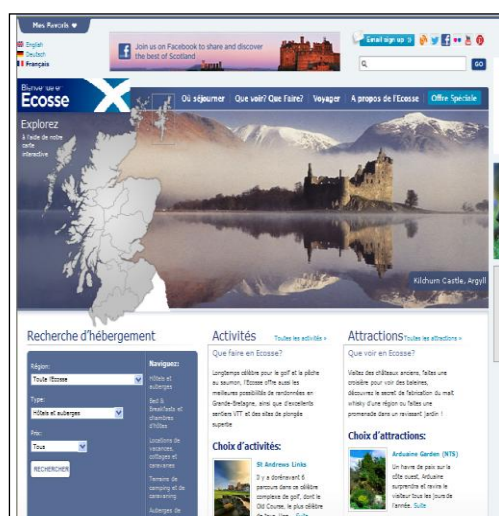 Mes Favoris
English
Deutsch
Français
Join us on Facebook to share and discover
the best of Scotland
Email sign up
GO
Bienvenue en
Ecosse
Où séjourner
Que voir? Que Faire?
Voyager
A propos de l'Ecosse
Offre Spéciale
Explorez
à l'aide de notre
carte
interactive
Kilchurn Castle, Argyll
Recherche d'hébergement
Région:
Toute l'Ecosse
Type:
Hôtels et auberges
Prix:
Tous
RECHERCHER
Naviguez:
Hôtels et
auberges
Bed &
Breakfasts et
chambres
d'hôtes
Locations de
vacances,
cottages et
caravanes
Terrains de
camping et de
caravaning
Auberges de
Activités
Toutes les activités »
Que faire en Ecosse?
Longtemps célèbre pour le golf et la pêche
au saumon, l'Ecosse offre aussi les
meilleures possibilités de randonnées en
Grande-Bretagne, ainsi que d'excellents
sentiers VTT et des sites de plongée
superbe
Choix d'activités:
St Andrews Links
Il y a dorénavant 6
parcours dans ce célèbre
complexe de golf, dont le
Old Course, le plus célèbre
Suite
Attractions
Toutes les attractions »
Que voir en Ecosse?
Visitez des châteaux anciens, faites une
croisière pour voir des baleines,
découvrez le secret de fabrication du malt
whisky d'une région ou faites une
promenade dans un ravissant jardin !
Choix d'attractions:
Arduaine Garden (NTS)
Un havre de paix sur la
côte ouest, Arduaine
surprendra et ravira le
visiteur tous les jours de
l'année. Suite